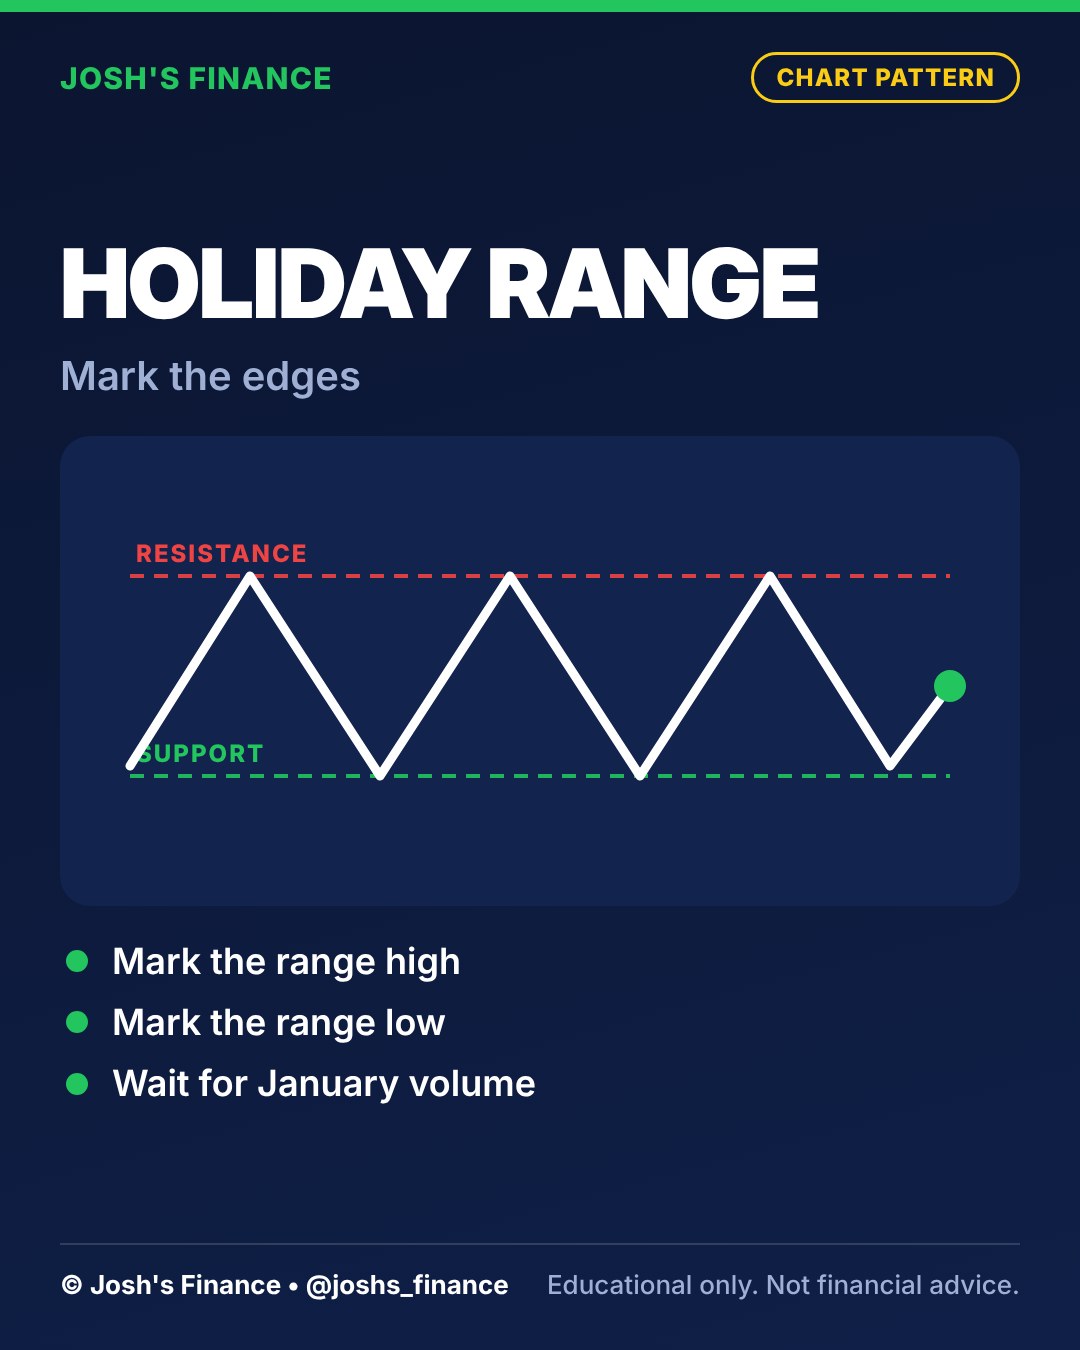 JOSH'S FINANCE
CHART PATTERN
HOLIDAY RANGE
Mark the edges
RESISTANCE
SUPPORT
Mark the range high
Mark the range low
Wait for January volume
© Josh's Finance • @joshs_finance
Educational only. Not financial advice.